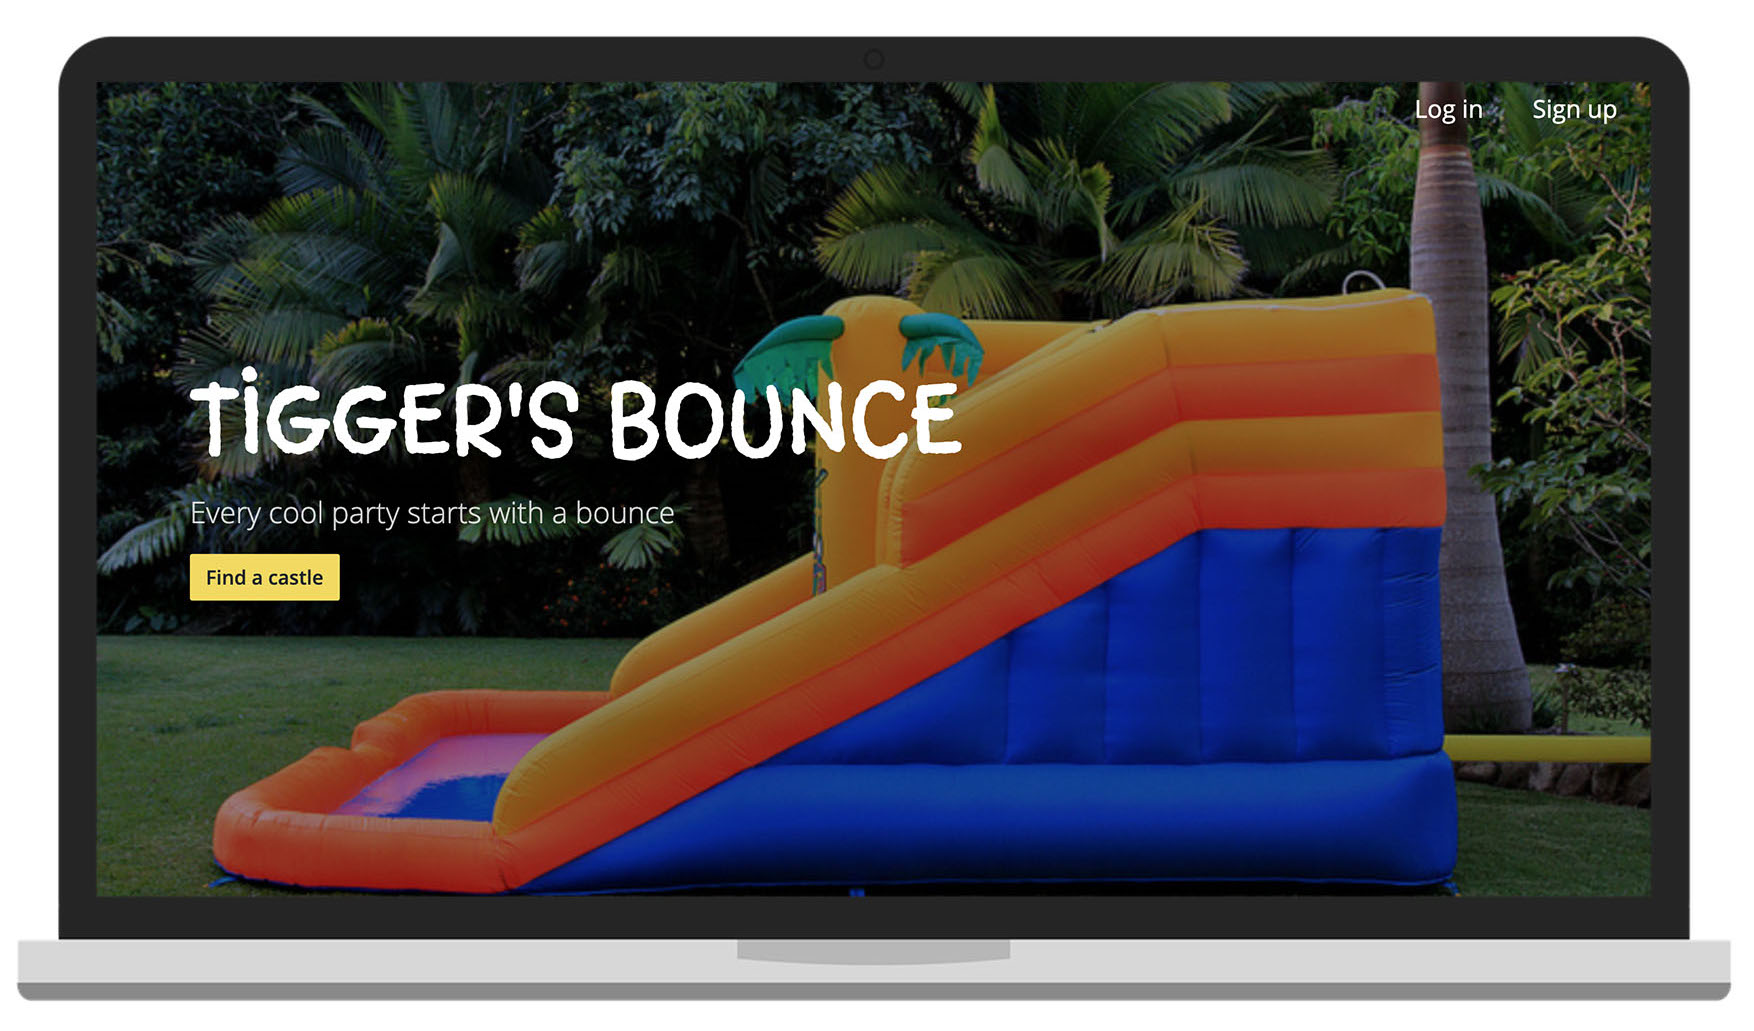 Log in Sign up
TiGGER'S BOUNCE
Every cool party starts with a bounce
Find a castle